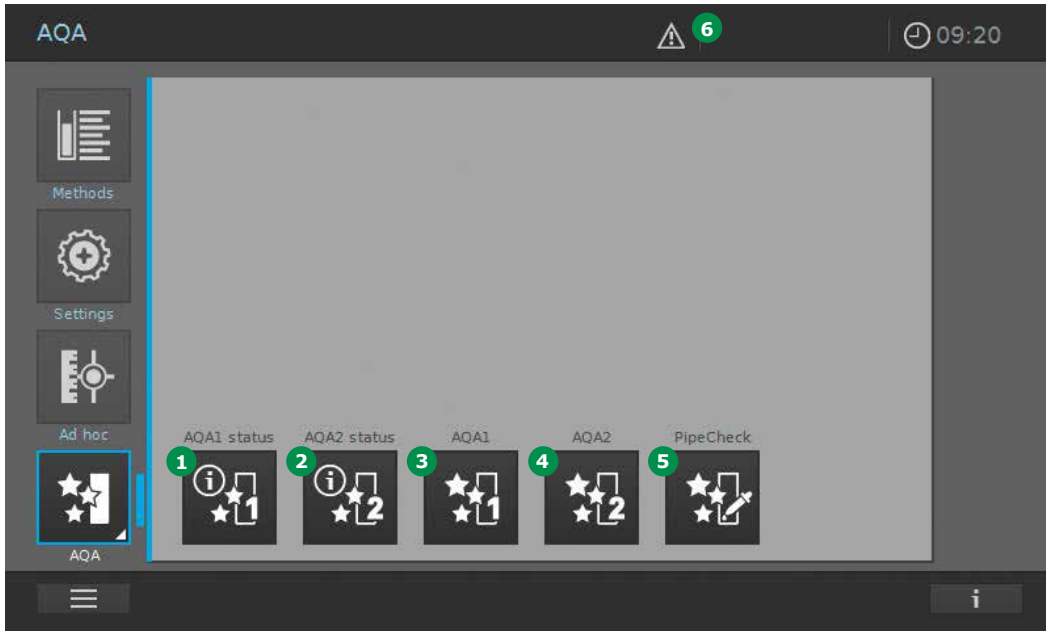 AQA
6
09:20
Methods
Settings
Ad hoc
AQA
AQA1 status
AQA2 status
AQA1
AQA2
PipeCheck
1
2
3
4
5
i 1
i 2
1
2
i